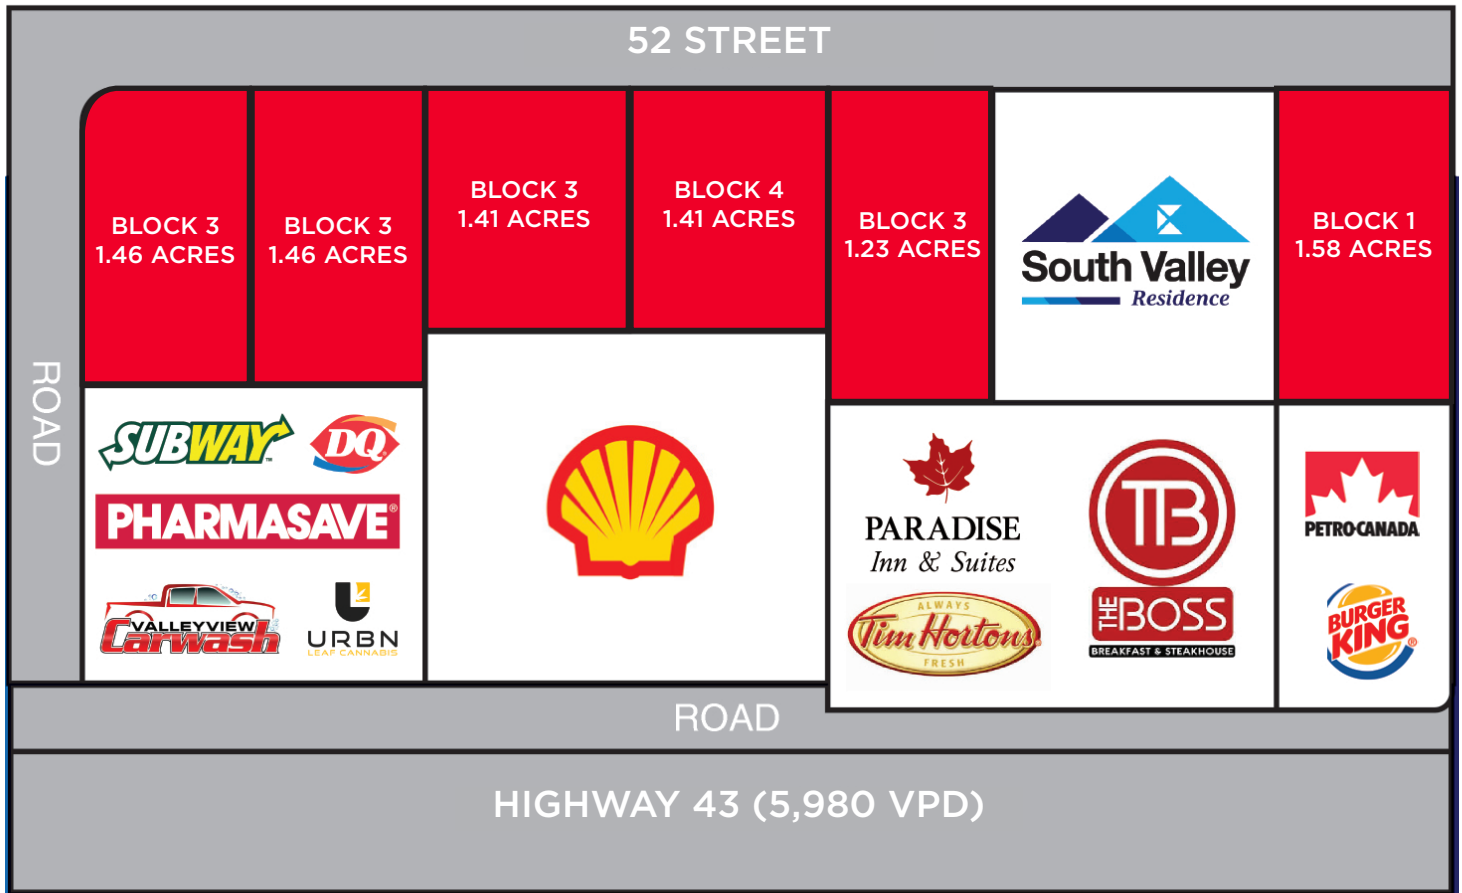 52 STREET
BLOCK 3
1.46 ACRES
BLOCK 3
1.46 ACRES
BLOCK 3
1.41 ACRES
BLOCK 4
1.41 ACRES
BLOCK 3
1.23 ACRES
South Valley
Residence
BLOCK 1
1.58 ACRES
ROAD
SUBWAY
DQ
PHARMASAVE®
VALLEYVIEW
Carwash
URBN
LEAF CANNABIS
PARADISE
Inn & Suites
ALWAYS
Tim Hortons
FRESH
TB
THE BOSS
BREAKFAST & STEAKHOUSE
PETRO-CANADA
BURGER
KING®
ROAD
HIGHWAY 43 (5,980 VPD)